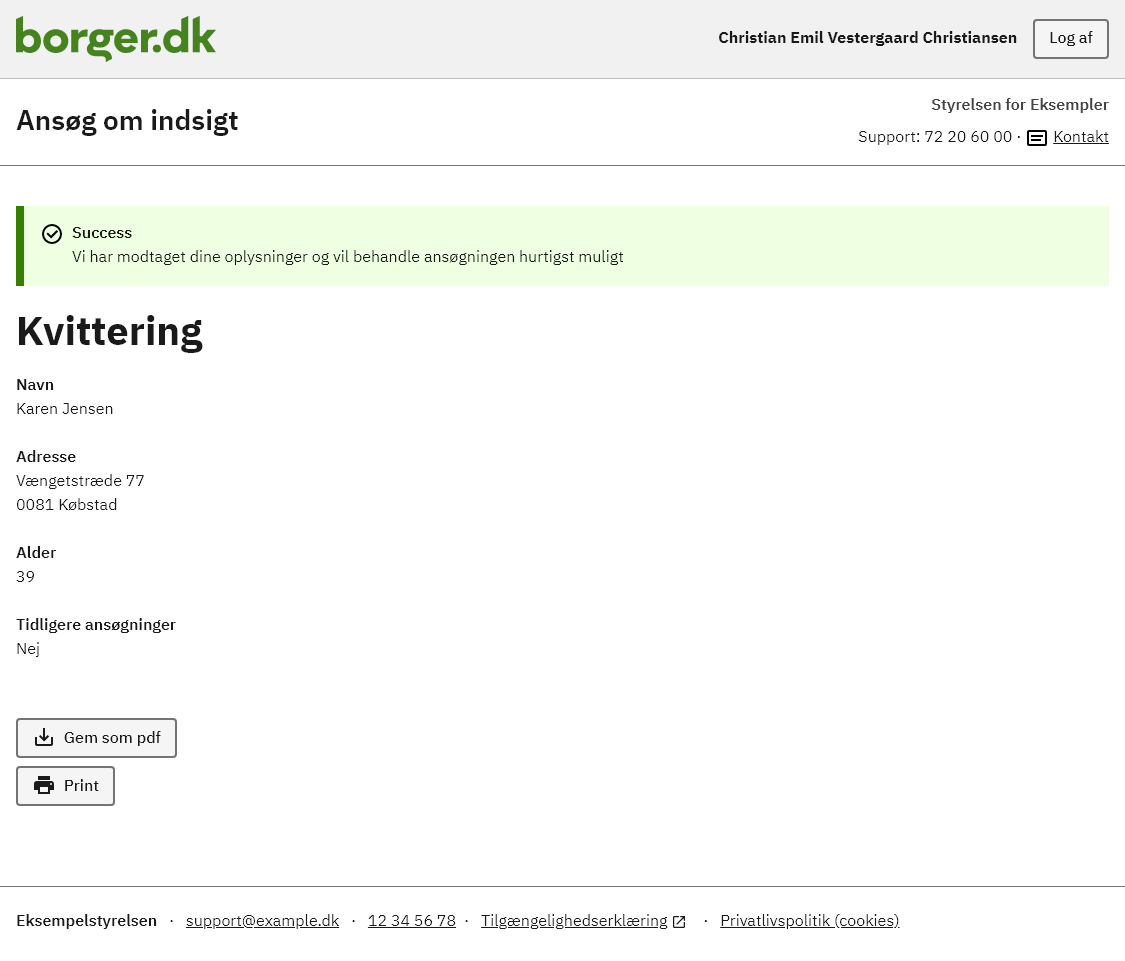 borger.dk
Christian Emil Vestergaard Christiansen
Log af
Ansøg om indsigt
Styrelsen for Eksempler
Support: 72 20 60 00 · Kontakt
Success
Vi har modtaget dine oplysninger og vil behandle ansøgningen hurtigst muligt
Kvittering
Navn
Karen Jensen
Adresse
Vængetstræde 77
0081 Købstad
Alder
39
Tidligere ansøgninger
Nej
Gem som pdf
Print
Eksempelstyrelsen · support@example.dk · 12 34 56 78 · Tilgængelighedserklæring · Privatlivspolitik (cookies)